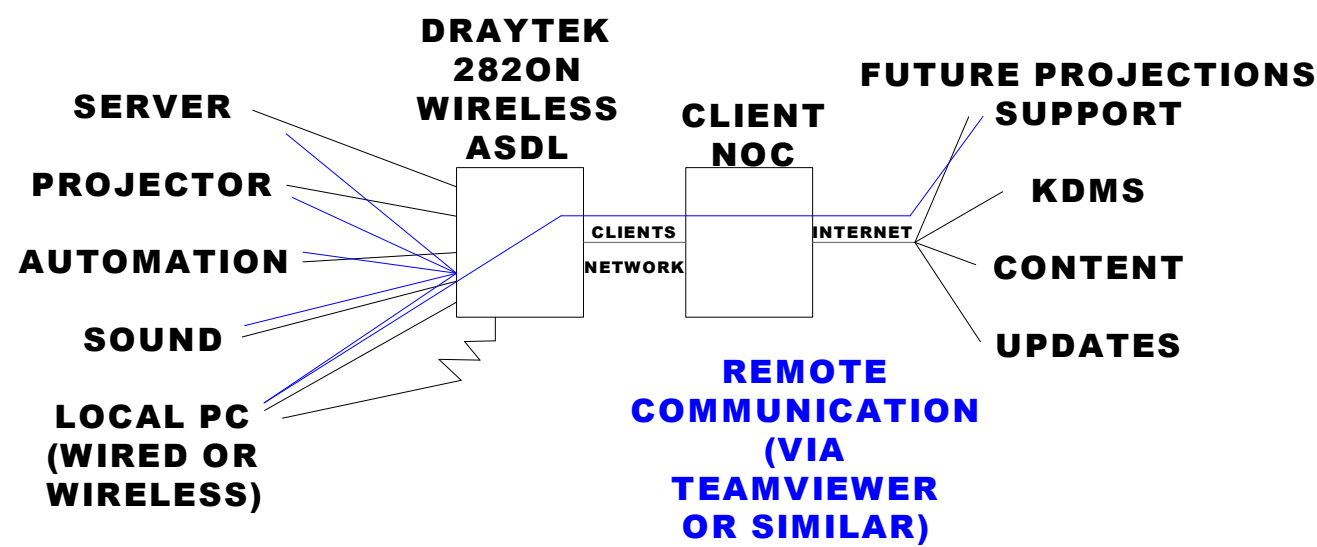 DRAYTEK
282ON
WIRELESS
ASDL
SERVER
PROJECTOR
AUTOMATION
SOUND
LOCAL PC
(WIRED OR
WIRELESS)
CLIENTS
NETWORK
CLIENT
NOC
INTERNET
FUTURE PROJECTIONS
SUPPORT
KDMS
CONTENT
UPDATES
REMOTE
COMMUNICATION
(VIA
TEAMVIEWER
OR SIMILAR)